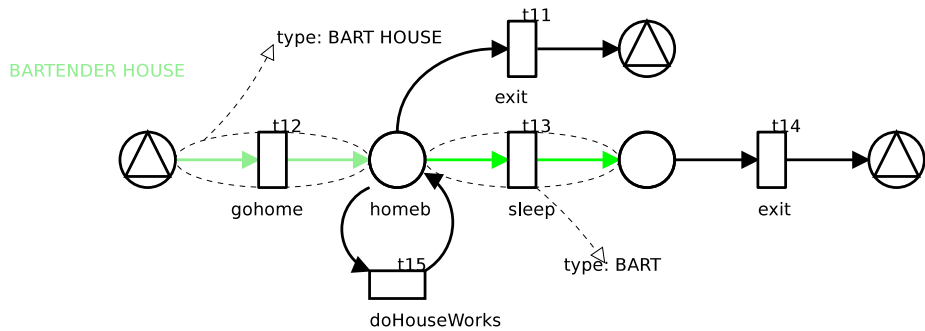 t11
type: BART HOUSE
BARTENDER HOUSE
exit
t12
t13
t14
gohome
homeb
sleep
exit
t15
type: BART
doHouseWorks